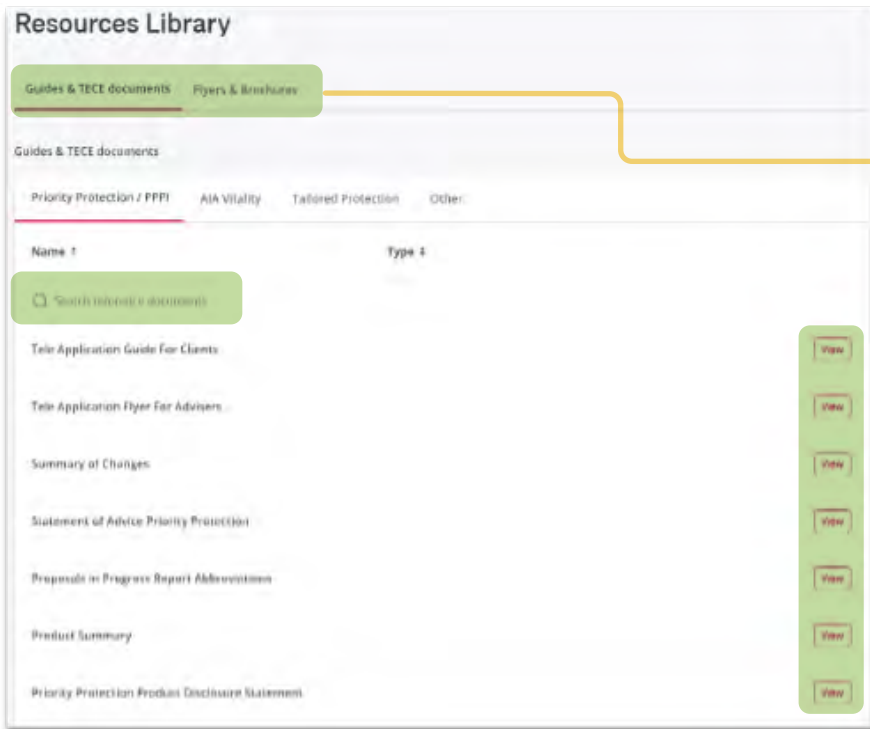 Resources Library
Guides & TECE documents Flyers & Brochures
Guides & TECE documents
Priority Protection / PPPI AIA Vitality Tailored Protection Other
Name ↑ Type ↕
Search reference documents
Tele Application Guide For Clients View
Tele Application Flyer For Advisers View
Summary of Changes View
Statement of Advice Priority Protection View
Proposals in Progress Report Abbreviations View
Product Summary View
Priority Protection Product Disclosure Statement View